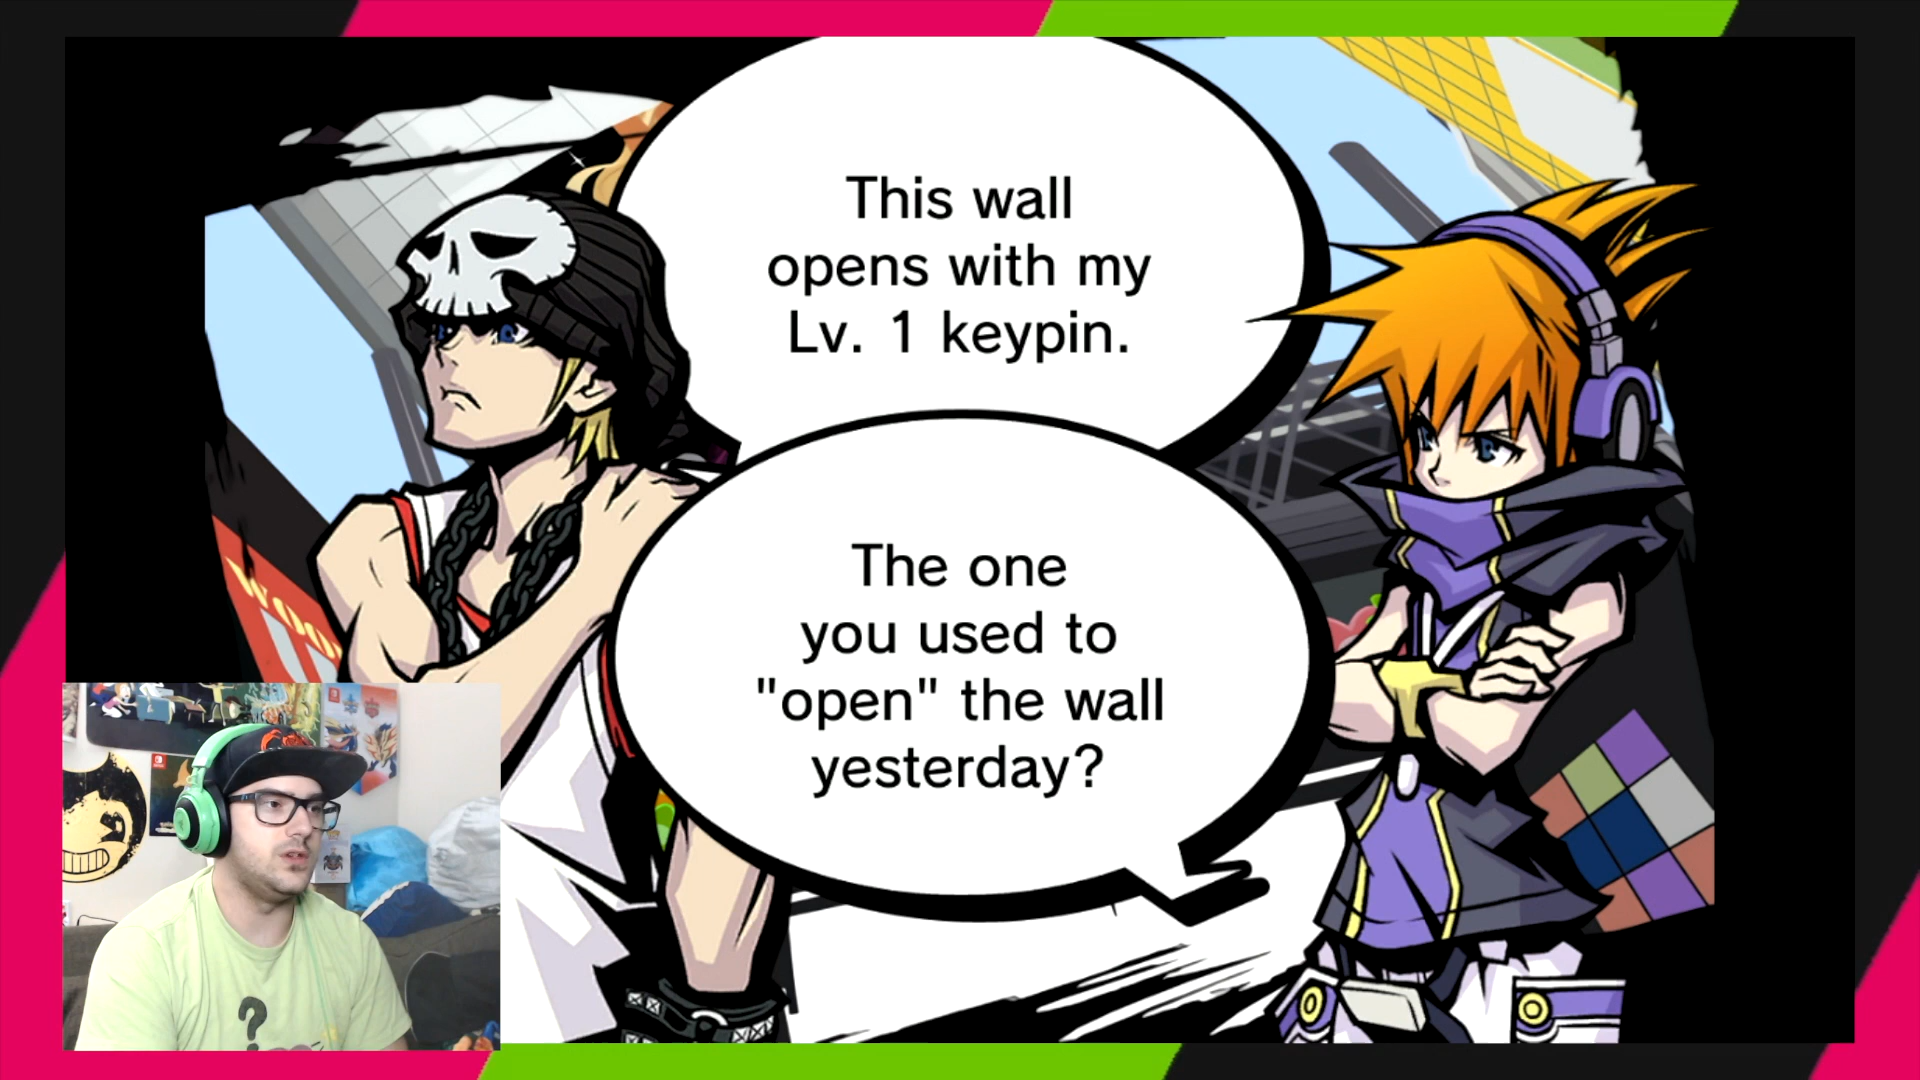 This wall
opens with my
Lv. 1 keypin.
The one
you used to
"open" the wall
yesterday?
?